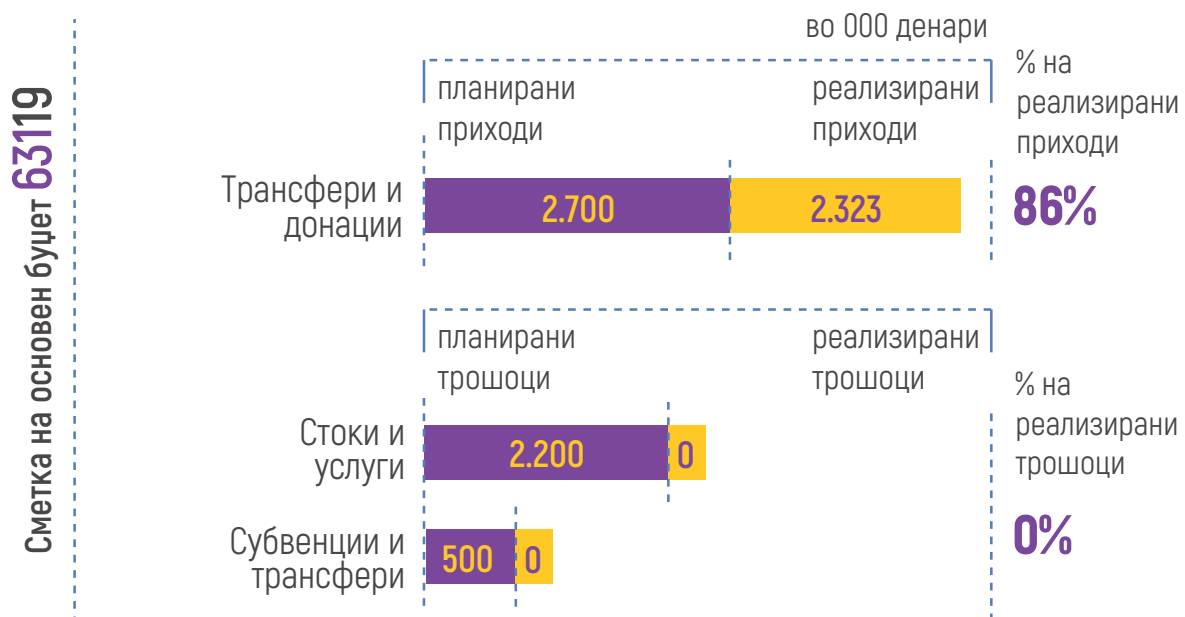 Сметка на основен буџет 63119
во 000 денари
планирани
приходи
реализирани
приходи
% на
реализирани
приходи
Трансфери и
донации
2.700
2.323
86%
планирани
трошоци
реализирани
трошоци
% на
реализирани
трошоци
Стоки и
услуги
2.200
0
0%
Субвенции и
трансфери
500
0